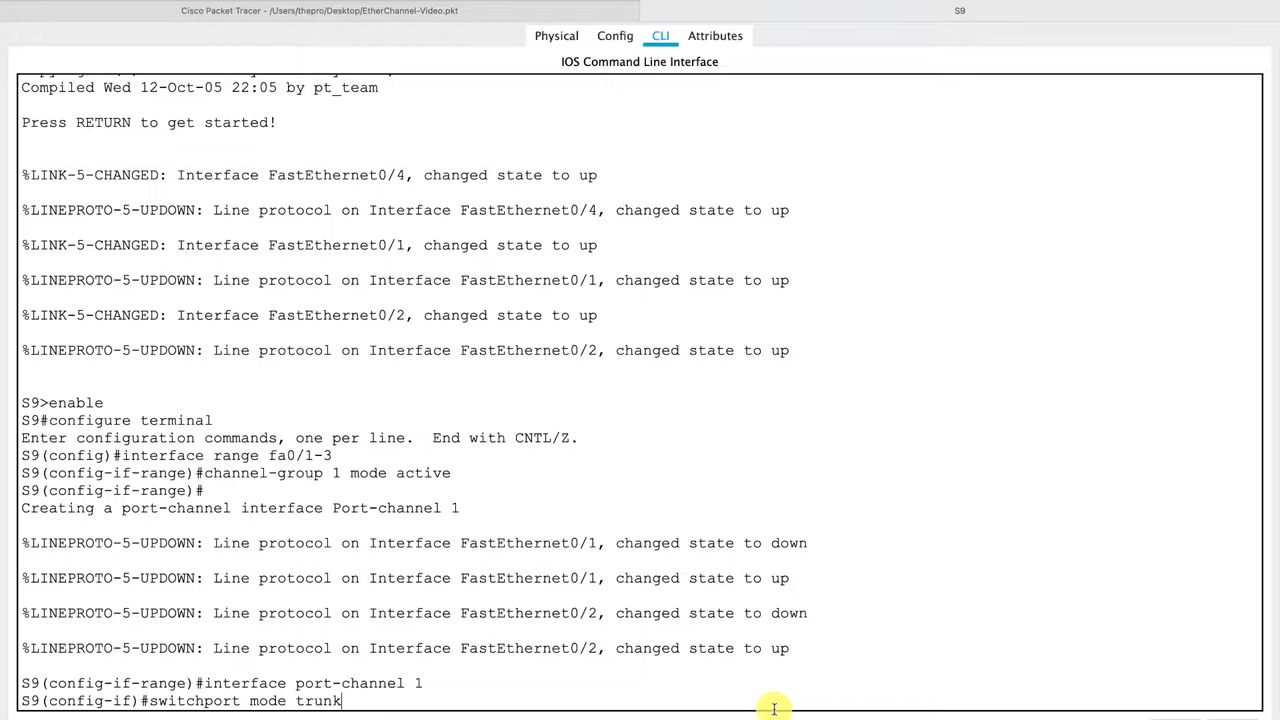 Cisco Packet Tracer - /Users/thepro/Desktop/EtherChannel-Video.pkt
S9
Physical Config CLI Attributes
IOS Command Line Interface
Compiled Wed 12-Oct-05 22:05 by pt_team
Press RETURN to get started!
%LINK-5-CHANGED: Interface FastEthernet0/4, changed state to up
%LINEPROTO-5-UPDOWN: Line protocol on Interface FastEthernet0/4, changed state to up
%LINK-5-CHANGED: Interface FastEthernet0/1, changed state to up
%LINEPROTO-5-UPDOWN: Line protocol on Interface FastEthernet0/1, changed state to up
%LINK-5-CHANGED: Interface FastEthernet0/2, changed state to up
%LINEPROTO-5-UPDOWN: Line protocol on Interface FastEthernet0/2, changed state to up
S9>enable
S9#configure terminal
Enter configuration commands, one per line.  End with CNTL/Z.
S9(config)#interface range fa0/1-3
S9(config-if-range)#channel-group 1 mode active
S9(config-if-range)#
Creating a port-channel interface Port-channel 1
%LINEPROTO-5-UPDOWN: Line protocol on Interface FastEthernet0/1, changed state to down
%LINEPROTO-5-UPDOWN: Line protocol on Interface FastEthernet0/1, changed state to up
%LINEPROTO-5-UPDOWN: Line protocol on Interface FastEthernet0/2, changed state to down
%LINEPROTO-5-UPDOWN: Line protocol on Interface FastEthernet0/2, changed state to up
S9(config-if-range)#interface port-channel 1
S9(config-if)#switchport mode trunk